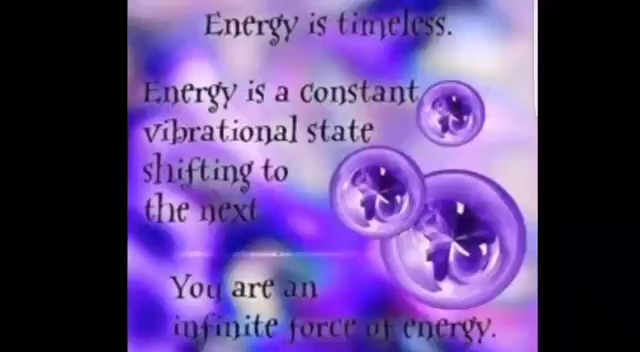 Energy is timeless.
Energy is a constant
vibrational state
shifting to
the next
You are an
infinite force of energy.